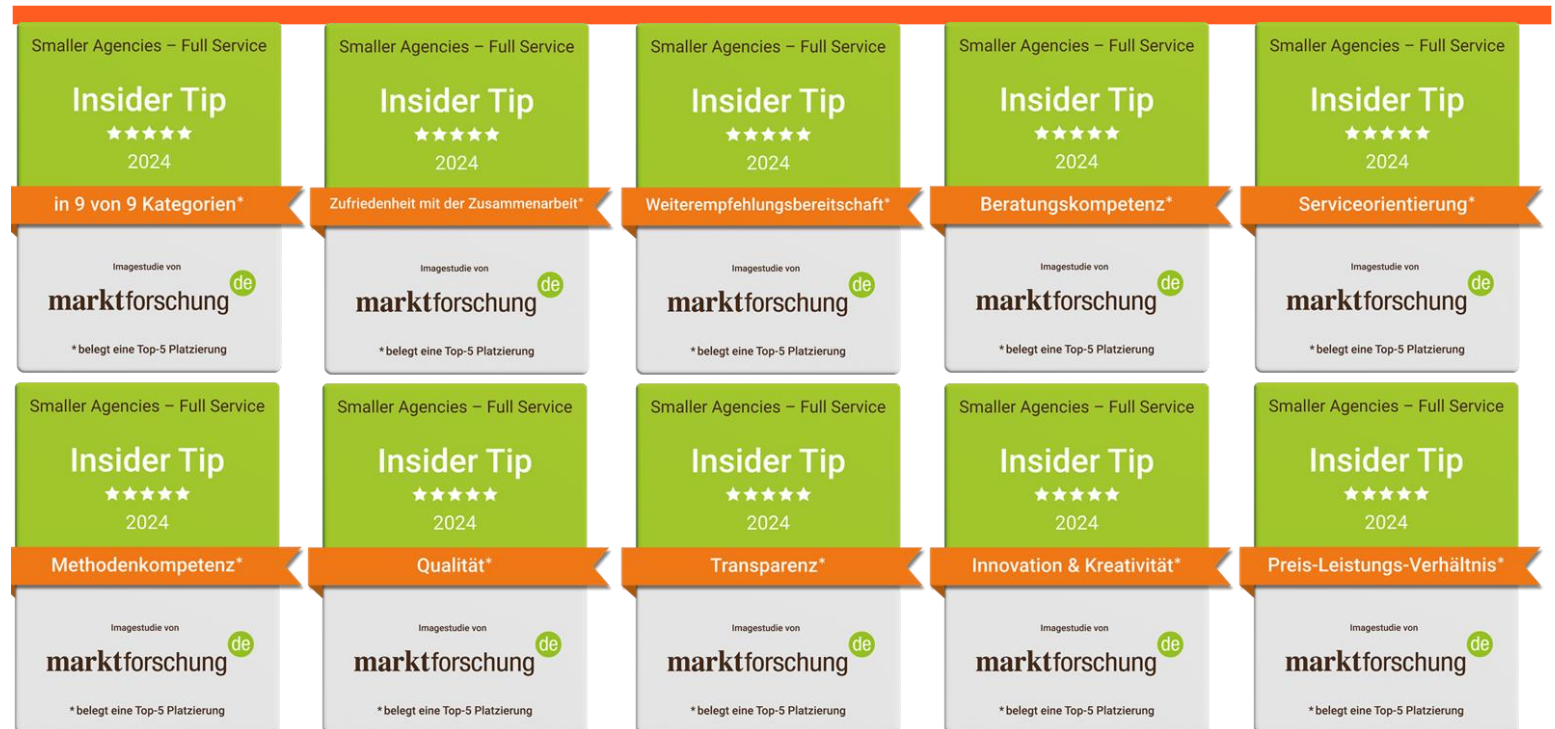 Smaller Agencies – Full Service
Insider Tip
2024
in 9 von 9 Kategorien*
Imagestudie von
marktforschung de
* belegt eine Top-5 Platzierung
Smaller Agencies – Full Service
Insider Tip
2024
Zufriedenheit mit der Zusammenarbeit*
Imagestudie von
marktforschung de
* belegt eine Top-5 Platzierung
Smaller Agencies – Full Service
Insider Tip
2024
Weiterempfehlungsbereitschaft*
Imagestudie von
marktforschung de
* belegt eine Top-5 Platzierung
Smaller Agencies – Full Service
Insider Tip
2024
Beratungskompetenz*
Imagestudie von
marktforschung de
* belegt eine Top-5 Platzierung
Smaller Agencies – Full Service
Insider Tip
2024
Serviceorientierung*
Imagestudie von
marktforschung de
* belegt eine Top-5 Platzierung
Smaller Agencies – Full Service
Insider Tip
2024
Methodenkompetenz*
Imagestudie von
marktforschung de
* belegt eine Top-5 Platzierung
Smaller Agencies – Full Service
Insider Tip
2024
Qualität*
Imagestudie von
marktforschung de
* belegt eine Top-5 Platzierung
Smaller Agencies – Full Service
Insider Tip
2024
Transparenz*
Imagestudie von
marktforschung de
* belegt eine Top-5 Platzierung
Smaller Agencies – Full Service
Insider Tip
2024
Innovation & Kreativität*
Imagestudie von
marktforschung de
* belegt eine Top-5 Platzierung
Smaller Agencies – Full Service
Insider Tip
2024
Preis-Leistungs-Verhältnis*
Imagestudie von
marktforschung de
* belegt eine Top-5 Platzierung